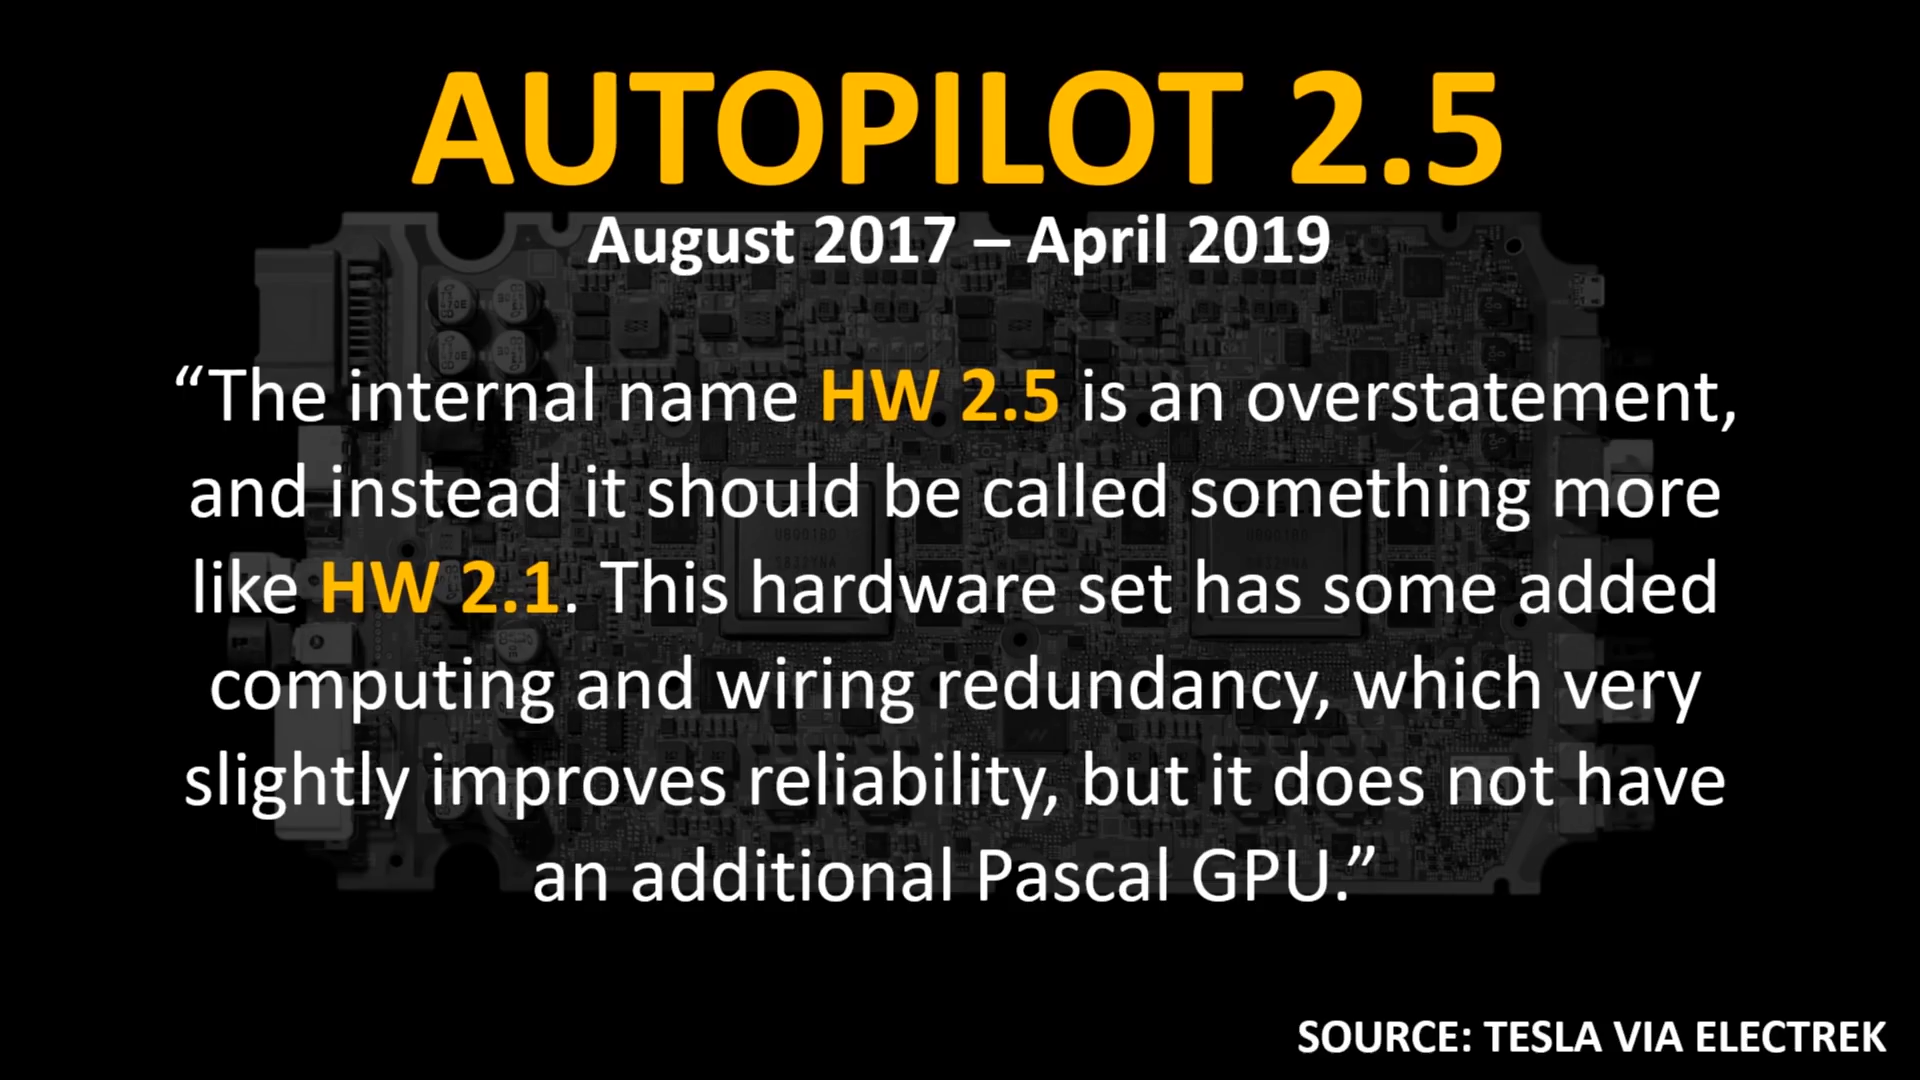 AUTOPILOT 2.5
August 2017 – April 2019
“The internal name HW 2.5 is an overstatement,
and instead it should be called something more
like HW 2.1. This hardware set has some added
computing and wiring redundancy, which very
slightly improves reliability, but it does not have
an additional Pascal GPU.”
SOURCE: TESLA VIA ELECTREK